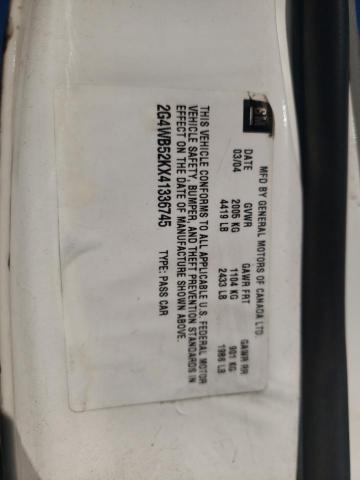 GM
MFD BY GENERAL MOTORS OF CANADA LTD
DATE GVWR GAWR FRT GAWR RR
03/04 2005 KG 1104 KG 901 KG
4419 LB 2433 LB 1986 LB
THIS VEHICLE CONFORMS TO ALL APPLICABLE U.S. FEDERAL MOTOR
VEHICLE SAFETY, BUMPER, AND THEFT PREVENTION STANDARDS IN
EFFECT ON THE DATE OF MANUFACTURE SHOWN ABOVE.
2G4WB52KX41336745 TYPE: PASS CAR